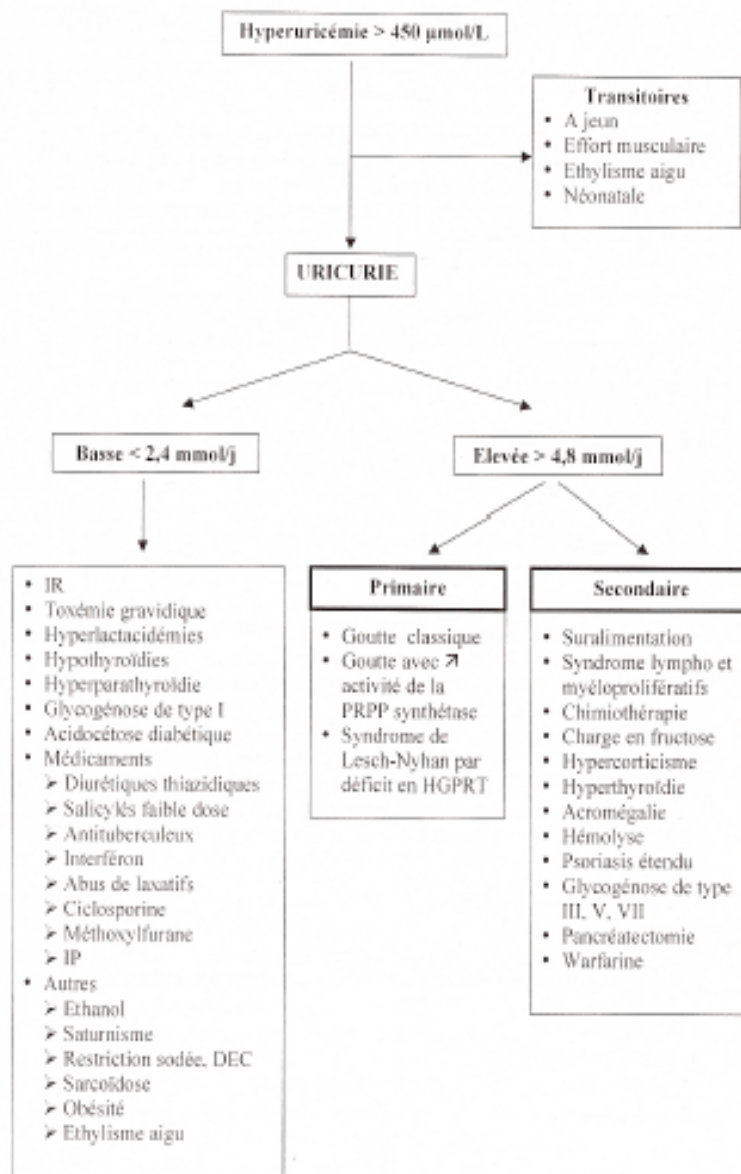 Hyperuricémie > 450 µmol/L
Transitoires
• A jeun
• Effort musculaire
• Ethylisme aigu
• Néonatale
URICURIE
Basse < 2,4 mmol/j
Elevée > 4,8 mmol/j
• IR
• Toxémie gravidique
• Hyperlactacidémies
• Hypothyroïdies
• Hyperparathyroïdie
• Glycogénose de type I
• Acidocétose diabétique
• Médicaments
➤ Diurétiques thiazidiques
➤ Salicylés faible dose
➤ Antituberculeux
➤ Interféron
➤ Abus de laxatifs
➤ Ciclosporine
➤ Méthoxylfurane
➤ IP
• Autres
➤ Ethanol
➤ Saturnisme
➤ Restriction sodée, DEC
➤ Sarcoïdose
➤ Obésité
➤ Ethylisme aigu
Primaire
• Goutte classique
• Goutte avec ↗
activité de la
PRPP synthétase
• Syndrome de
Lesch-Nyhan par
déficit en HGPRT
Secondaire
• Suralimentation
• Syndrome lympho et
myéloprolifératifs
• Chimiothérapie
• Charge en fructose
• Hypercorticisme
• Hyperthyroïdie
• Acromégalie
• Hémolyse
• Psoriasis étendu
• Glycogénose de type
III, V, VII
• Pancréatectomie
• Warfarine